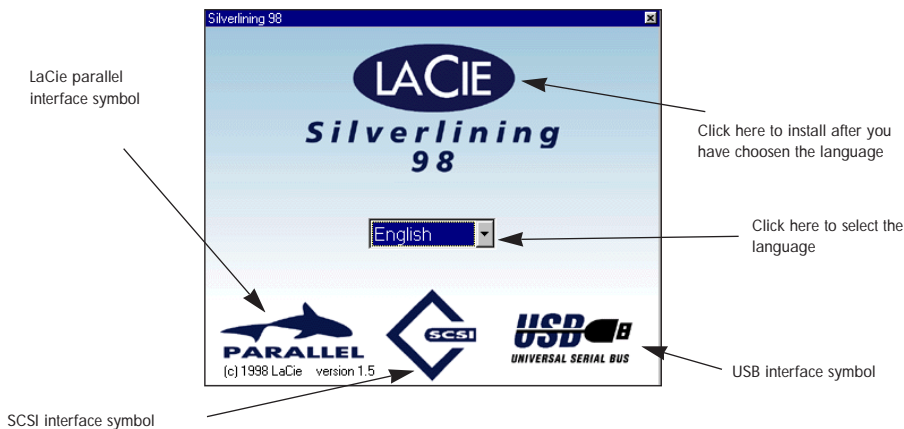 Silverlining 98
LaCie parallel
interface symbol
LACIE
Silverlining
98
Click here to install after you
have choosen the language
English
Click here to select the
language
PARALLEL
SCSI
USB
UNIVERSAL SERIAL BUS
(c) 1998 LaCie version 1.5
USB interface symbol
SCSI interface symbol